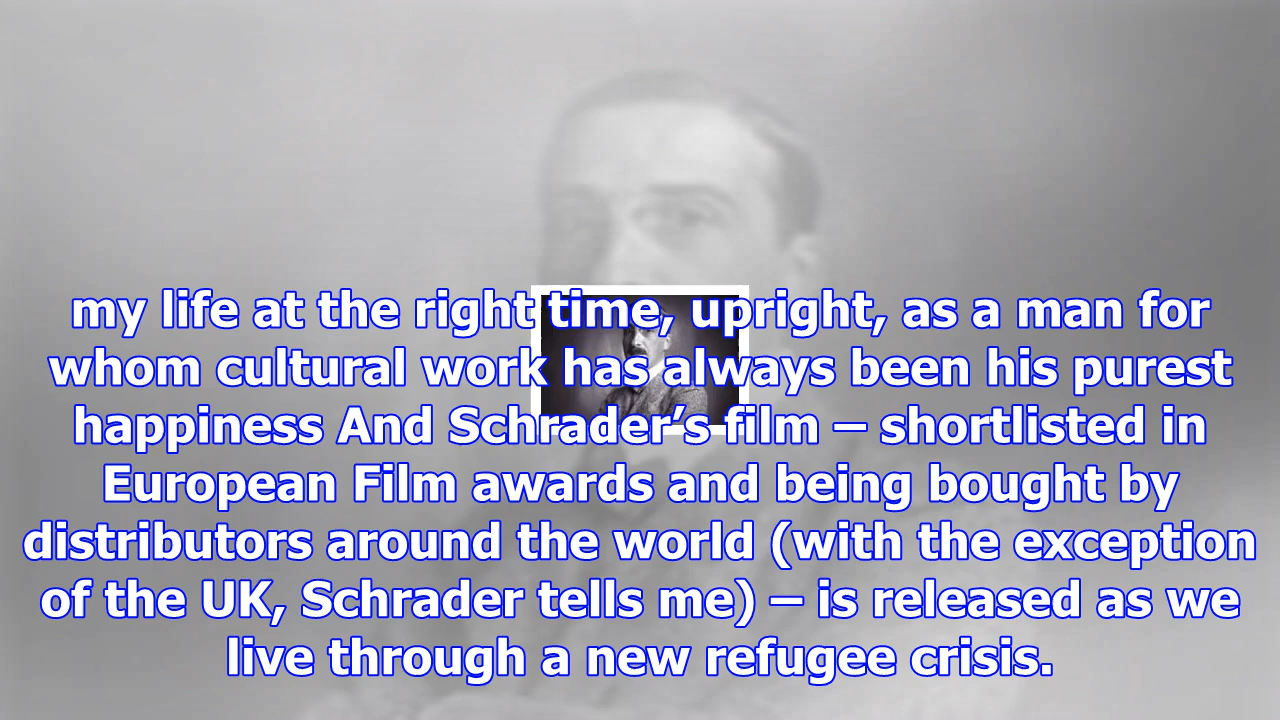 my life at the right time, upright, as a man for
whom cultural work has always been his purest
happiness And Schrader’s film – shortlisted in
European Film awards and being bought by
distributors around the world (with the exception
of the UK, Schrader tells me) – is released as we
live through a new refugee crisis.